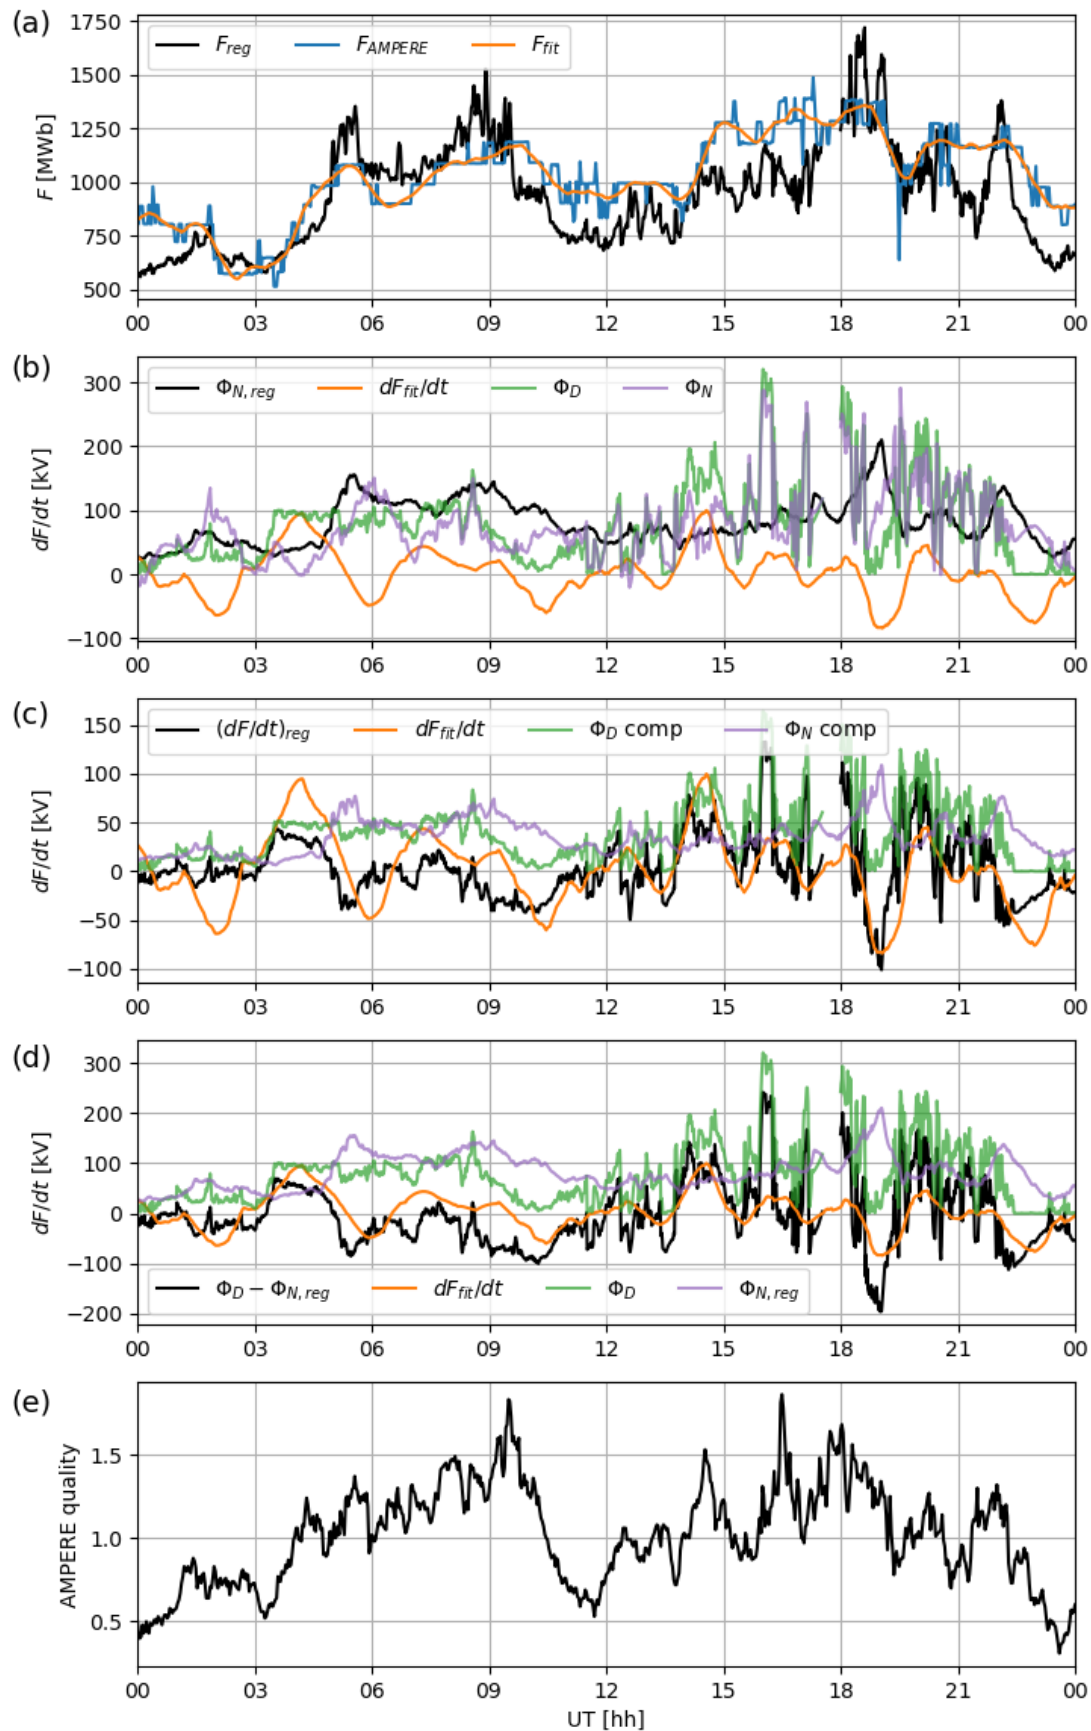 (a)
F_reg F_AMPERE F_fit
F [MWb]
1750
1500
1250
1000
750
500
00 03 06 09 12 15 18 21 00
(b)
Φ_N,reg dF_fit/dt Φ_D Φ_N
dF/dt [kV]
300
200
100
0
−100
00 03 06 09 12 15 18 21 00
(c)
(dF/dt)_reg dF_fit/dt Φ_D comp Φ_N comp
dF/dt [kV]
150
100
50
0
−50
−100
00 03 06 09 12 15 18 21 00
(d)
dF/dt [kV]
300
200
100
0
−100
−200
Φ_D − Φ_N,reg dF_fit/dt Φ_D Φ_N,reg
00 03 06 09 12 15 18 21 00
(e)
AMPERE quality
1.5
1.0
0.5
00 03 06 09 12 15 18 21 00
UT [hh]